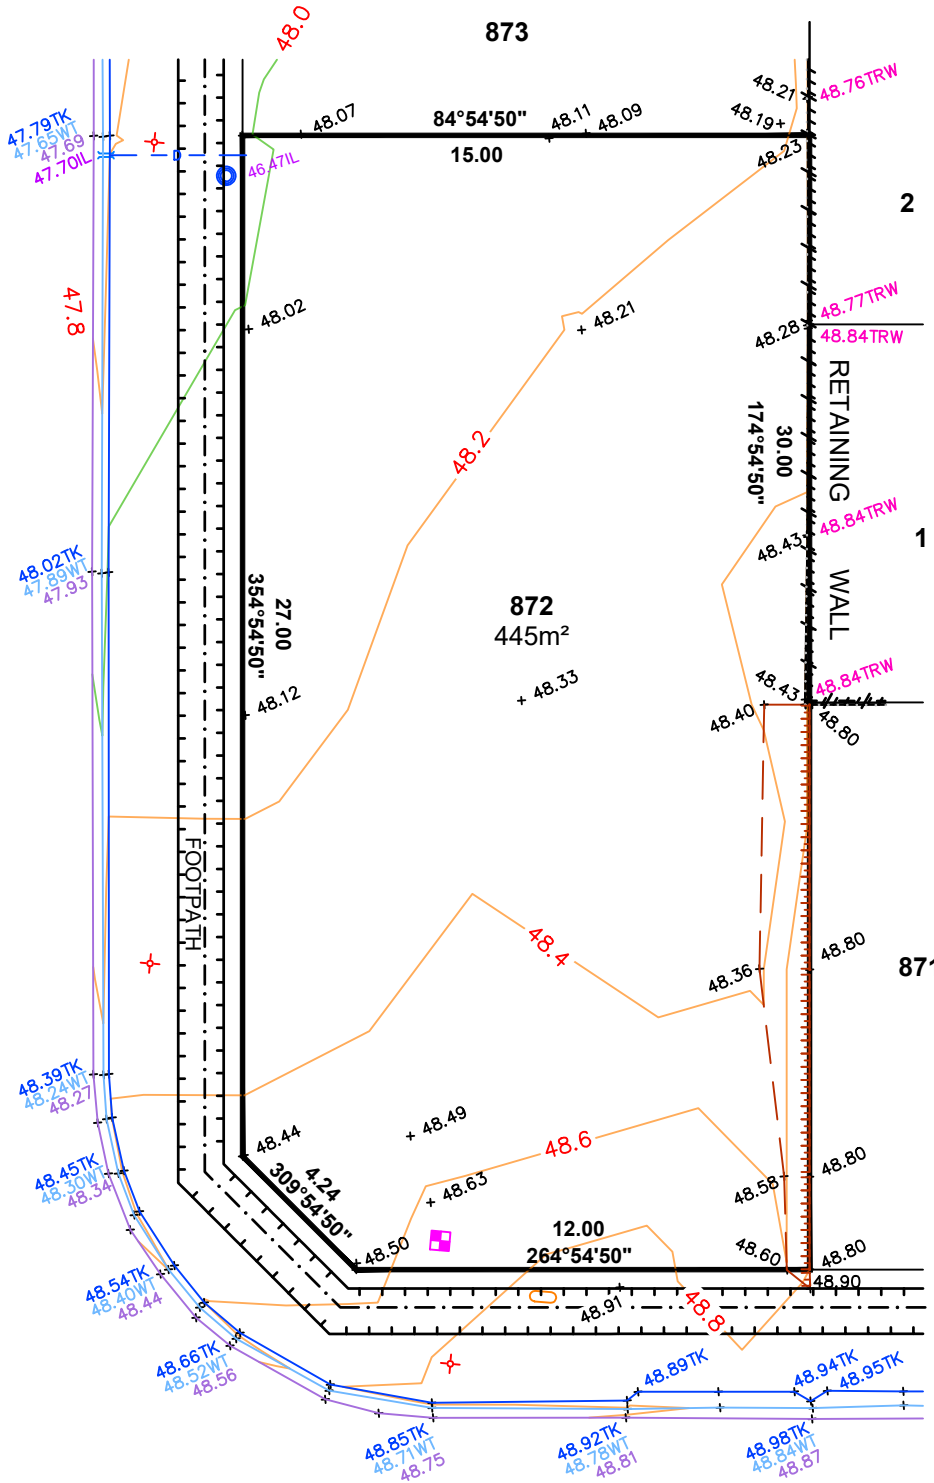 873
48.0
48.76TRW
48.21
47.79TK
47.65WT
47.69
47.70IL
D
46.47IL
48.07
84°54'50"
15.00
48.11
48.09
48.19
48.23
2
47.8
48.02
48.21
48.77TRW
48.28
48.84TRW
48.2
RETAINING WALL
30.00
174°54'50"
48.84TRW
48.43
1
48.02TK
47.89WT
47.93
27.00
354°54'50"
872
445m²
48.84TRW
48.43
48.33
48.12
48.40
48.80
FOOTPATH
48.4
48.36
48.80
871
48.39TK
48.24WT
48.27
48.49
48.44
48.6
48.45TK
48.30WT
48.34
4.24
309°54'50"
48.63
48.58
48.80
12.00
264°54'50"
48.50
48.60
48.80
48.90
48.54TK
48.40WT
48.44
48.91
48.8
48.66TK
48.52WT
48.56
48.89TK
48.94TK
48.95TK
48.85TK
48.71WT
48.75
48.92TK
48.78WT
48.81
48.98TK
48.84WT
48.87